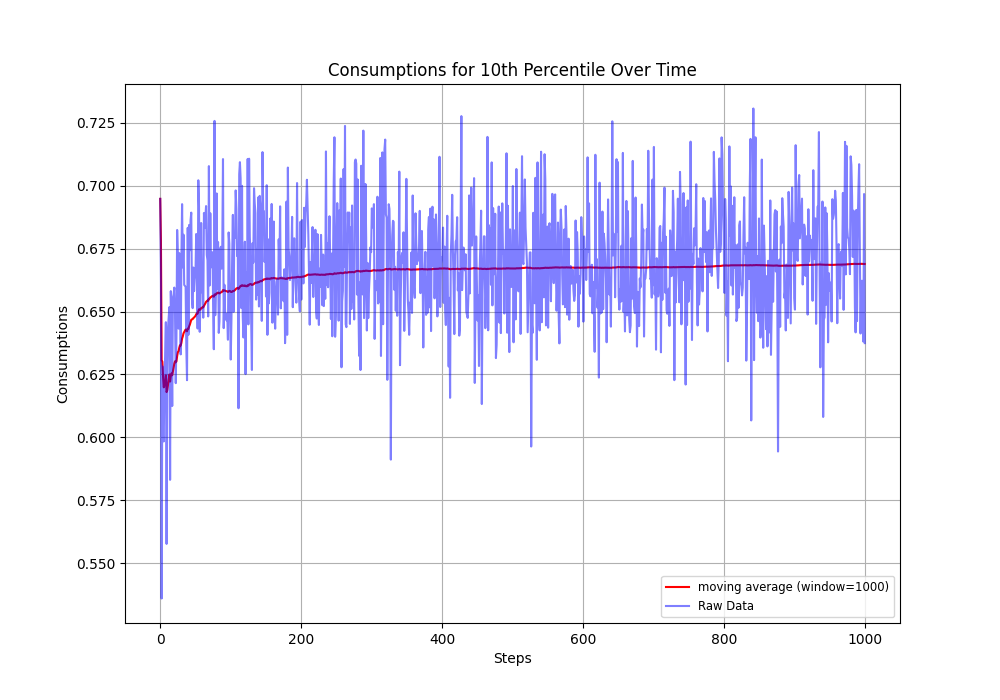 Consumptions for 10th Percentile Over Time
0.725
0.700
0.675
0.650
0.625
0.600
0.575
0.550
Consumptions
0
200
400
600
800
1000
Steps
moving average (window=1000)
Raw Data